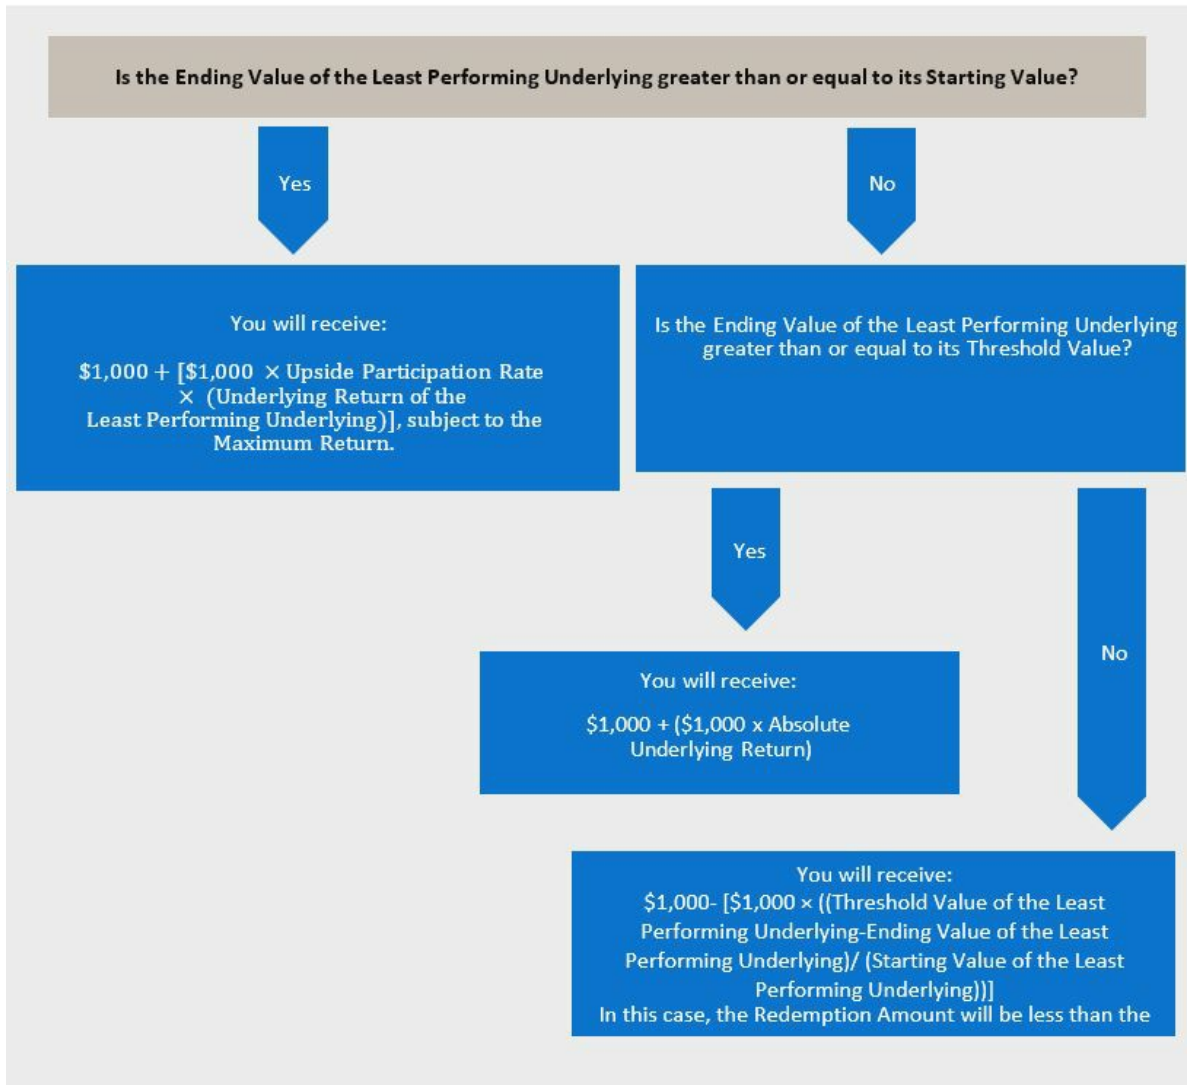 Is the Ending Value of the Least Performing Underlying greater than or equal to its Starting Value?
Yes
No
You will receive:
$1,000 + [$1,000 × Upside Participation Rate
× (Underlying Return of the
Least Performing Underlying)], subject to the
Maximum Return.
Is the Ending Value of the Least Performing Underlying
greater than or equal to its Threshold Value?
Yes
No
You will receive:
$1,000 + ($1,000 x Absolute
Underlying Return)
You will receive:
$1,000- [$1,000 × ((Threshold Value of the Least
Performing Underlying-Ending Value of the Least
Performing Underlying)/ (Starting Value of the Least
Performing Underlying))]
In this case, the Redemption Amount will be less than the